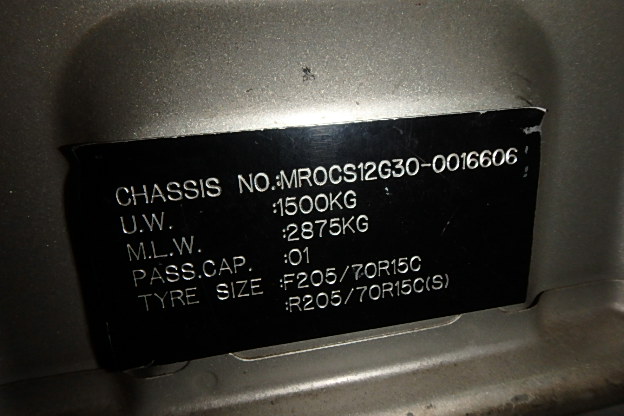 CHASSIS NO.:MR0CS12G30-0016606
U.W. :1500KG
M.L.W. :2875KG
PASS.CAP. :01
TYRE SIZE :F205/70R15C
:R205/70R15C(S)